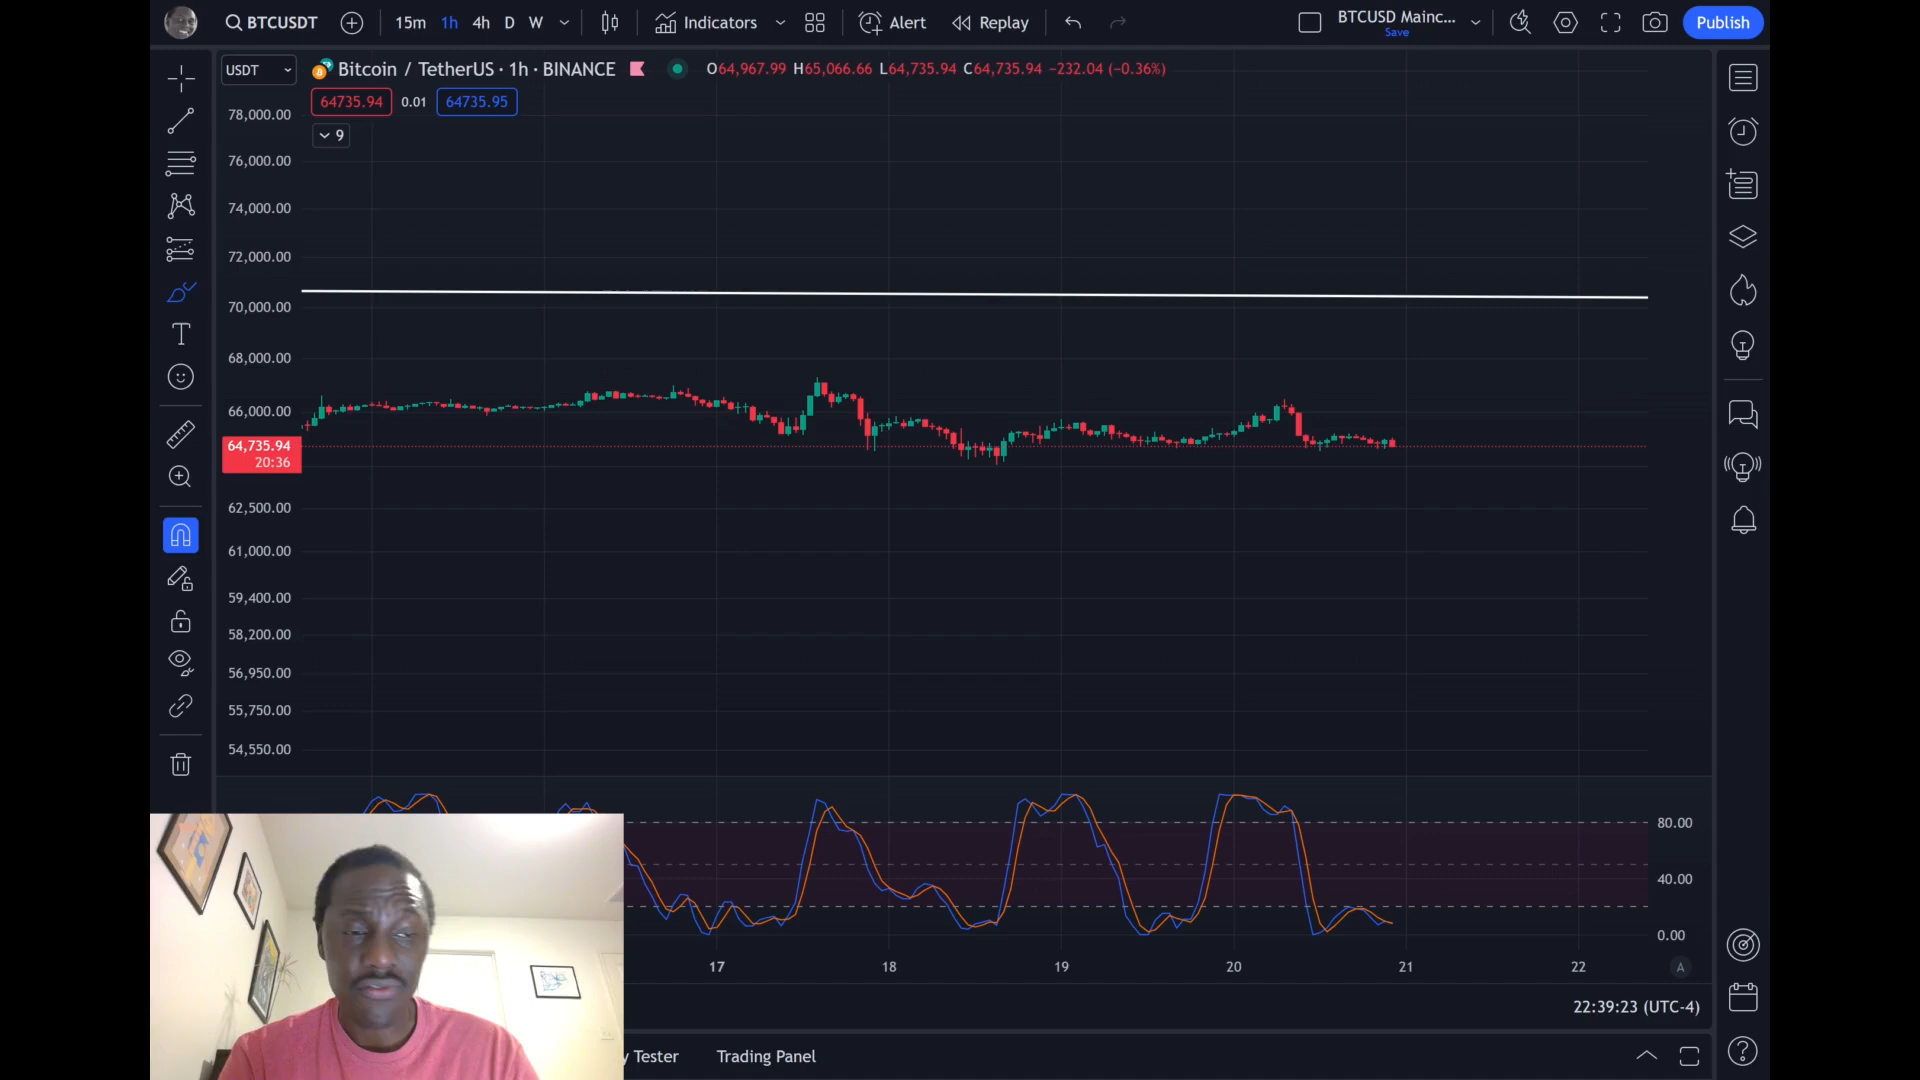 BTCUSDT 15m 1h 4h D W Indicators Alert Replay BTCUSD Mainc... Publish
Save
USDT Bitcoin / TetherUS · 1h · BINANCE O64,967.99 H65,066.66 L64,735.94 C64,735.94 −232.04 (−0.36%)
64735.94 0.01 64735.95
9
78,000.00
76,000.00
74,000.00
72,000.00
70,000.00
68,000.00
66,000.00
64,735.94
20:36
62,500.00
61,000.00
59,400.00
58,200.00
56,950.00
55,750.00
54,550.00
80.00
40.00
0.00
17 18 19 20 21 22 A
22:39:23 (UTC-4)
y Tester Trading Panel